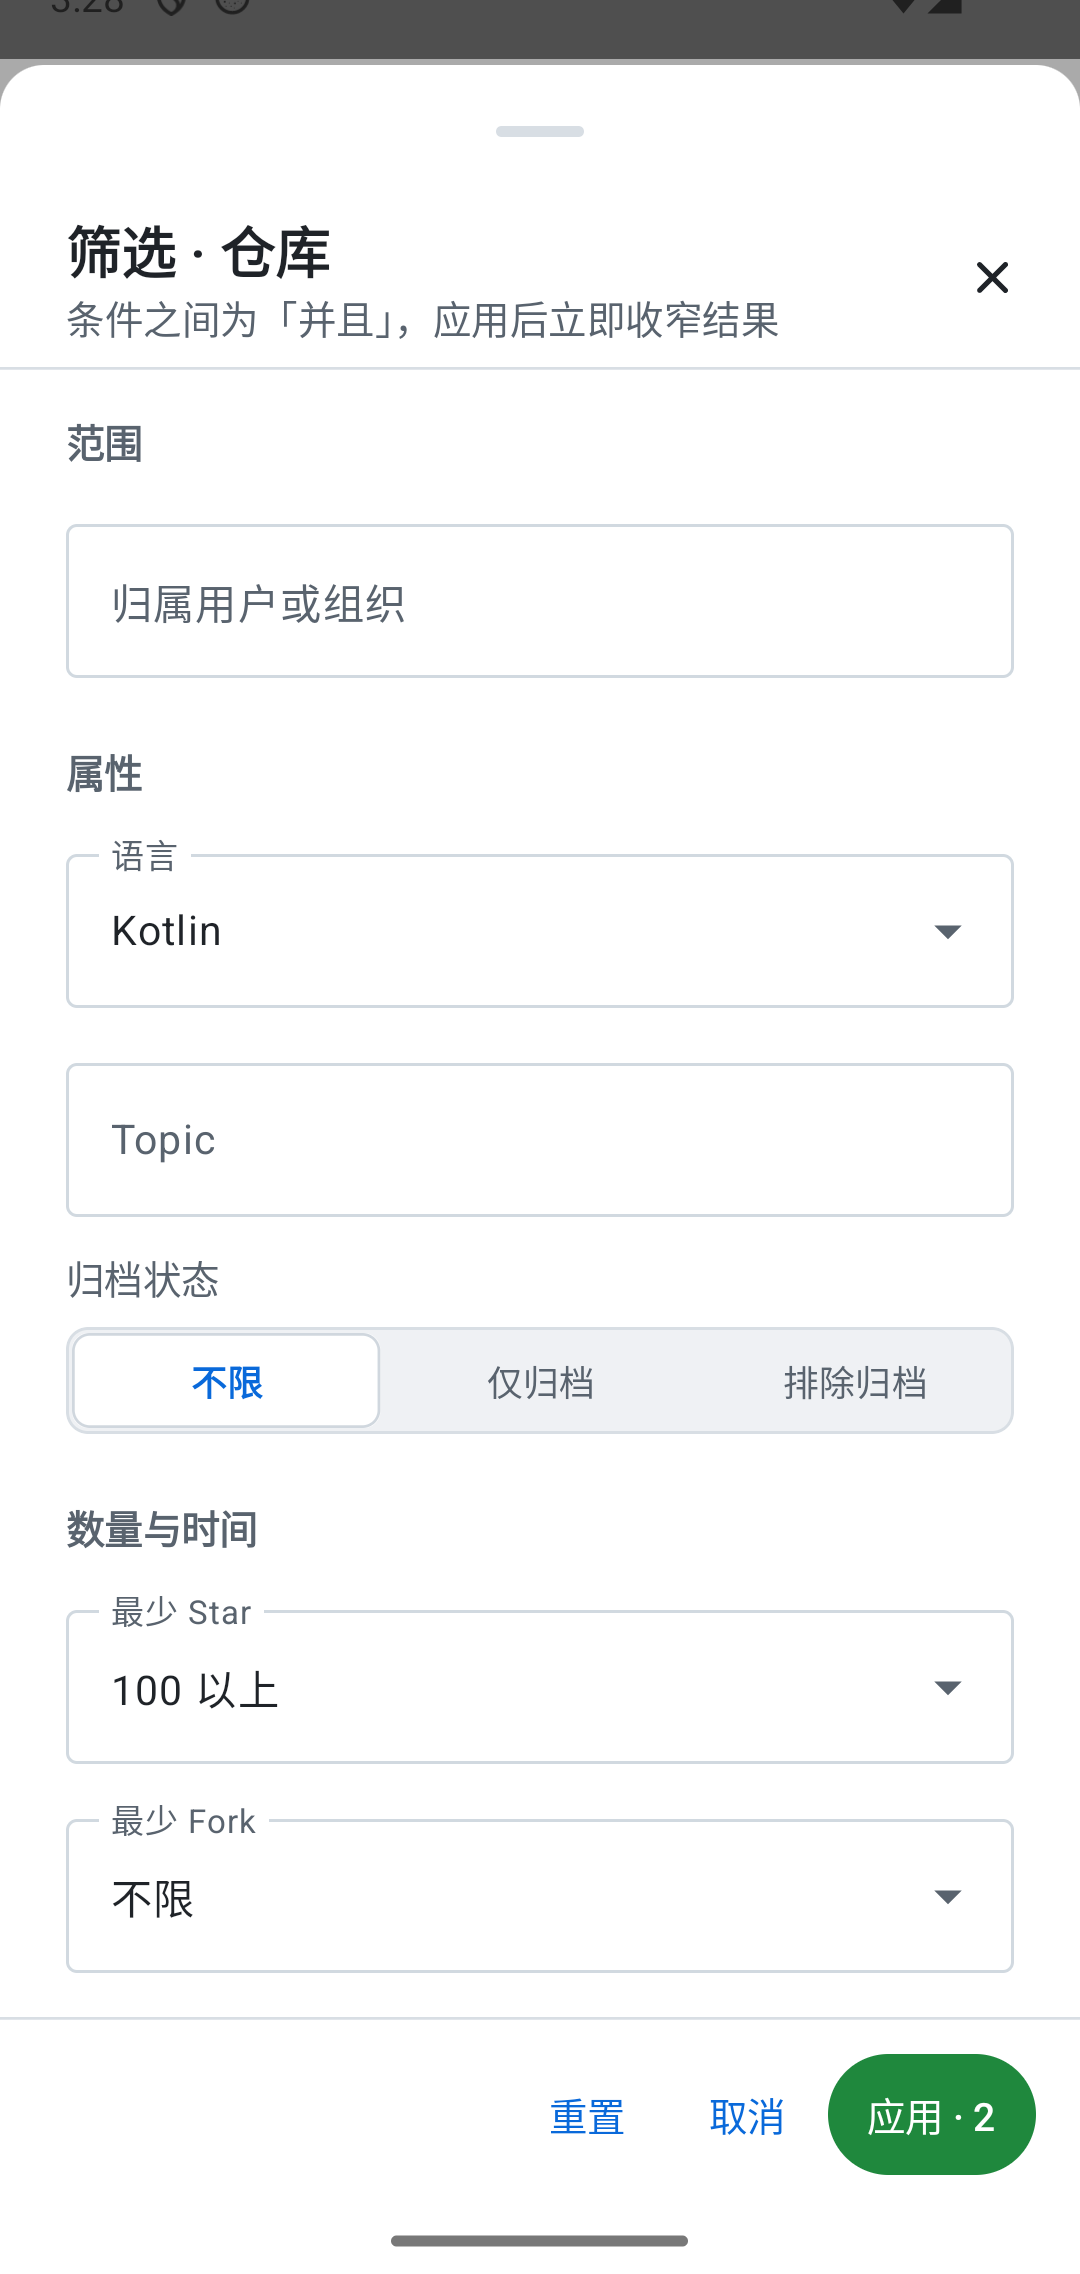 3:28
筛选 · 仓库
条件之间为「并且」，应用后立即收窄结果
范围
归属用户或组织
属性
语言
Kotlin
Topic
归档状态
不限
仅归档
排除归档
数量与时间
最少 Star
100 以上
最少 Fork
不限
重置
取消
应用 · 2